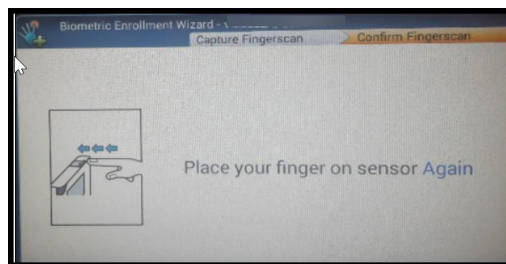 Biometric Enrollment Wizard -
Capture Fingerscan
Confirm Fingerscan
Place your finger on sensor Again